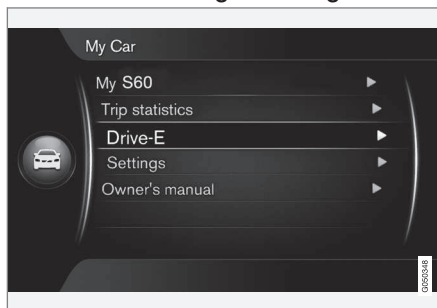 My Car
My S60
Trip statistics
Drive-E
Settings
Owner's manual
G050348